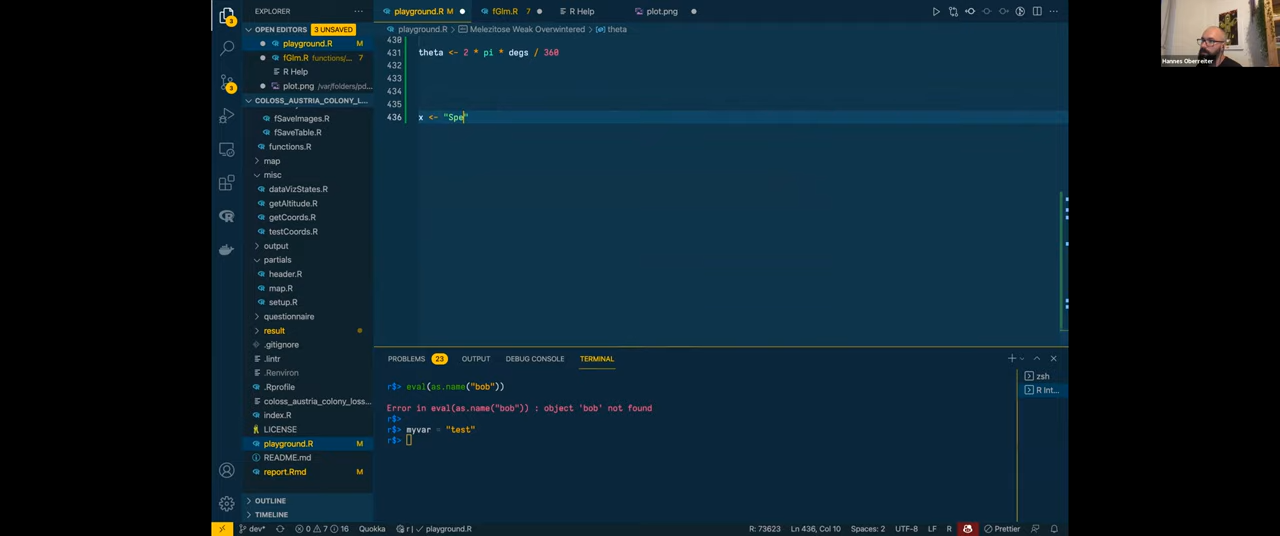 EXPLORER
OPEN EDITORS 3 UNSAVED
playground.R M
fGlm.R functions/... 7
R Help
plot.png /var/folders/pd...
COLOSS_AUSTRIA_COLONY_L...
fSaveImages.R
fSaveTable.R
functions.R
map
misc
dataVizStates.R
getAltitude.R
getCoords.R
testCoords.R
output
partials
header.R
map.R
setup.R
questionnaire
result
.gitignore
.lintr
.Renviron
.Rprofile
coloss_austria_colony_loss...
index.R
LICENSE
playground.R M
README.md
report.Rmd M
OUTLINE
TIMELINE
playground.R M
fGlm.R 7
R Help
plot.png
playground.R > Melezitose Weak Overwintered > theta
430
431 theta <- 2 * pi * degs / 360
432
433
434
435
436 x <- "Spe"
PROBLEMS 23 OUTPUT DEBUG CONSOLE TERMINAL
r$> eval(as.name("bob"))
Error in eval(as.name("bob")) : object 'bob' not found
r$>
r$> myvar = "test"
r$>
zsh
R Int...
3
3
dev* 0 7 16 Quokka r playground.R
R: 73623 Ln 436, Col 10 Spaces: 2 UTF-8 LF R Prettier
Hannes Oberreiter